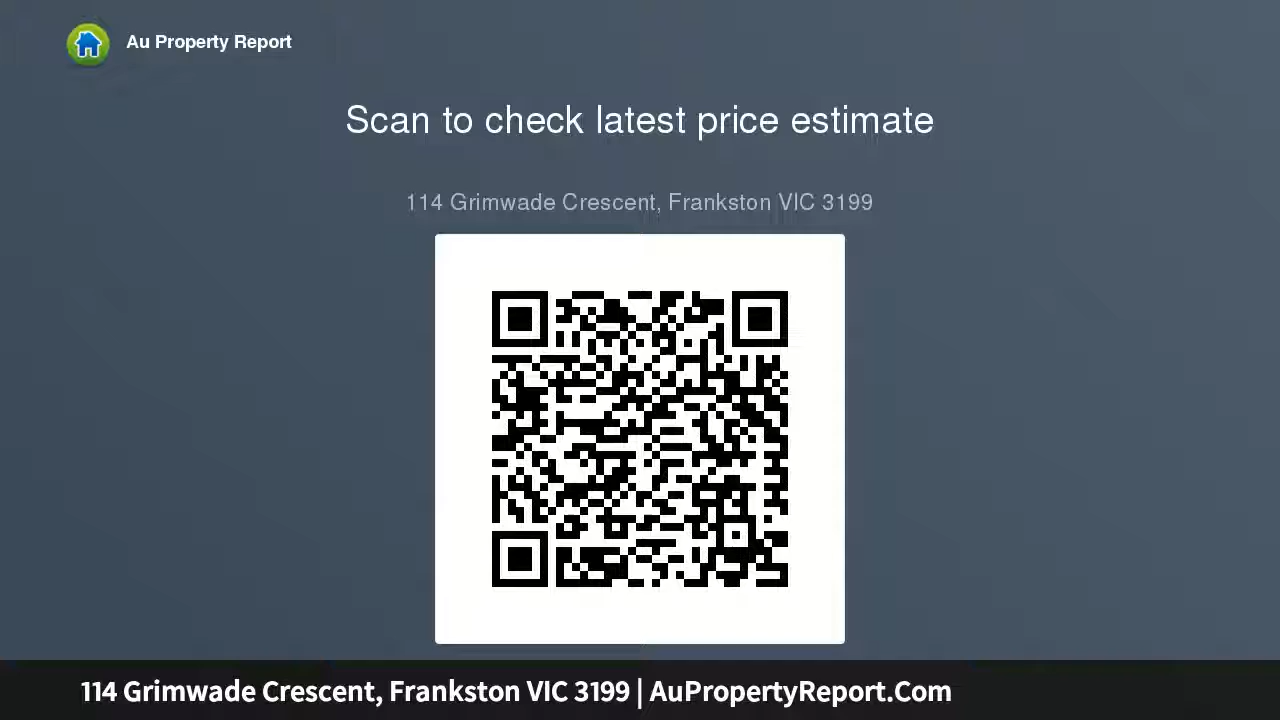 Au Property Report
Scan to check latest price estimate
114 Grimwade Crescent, Frankston VIC 3199
114 Grimwade Crescent, Frankston VIC 3199 | AuPropertyReport.Com